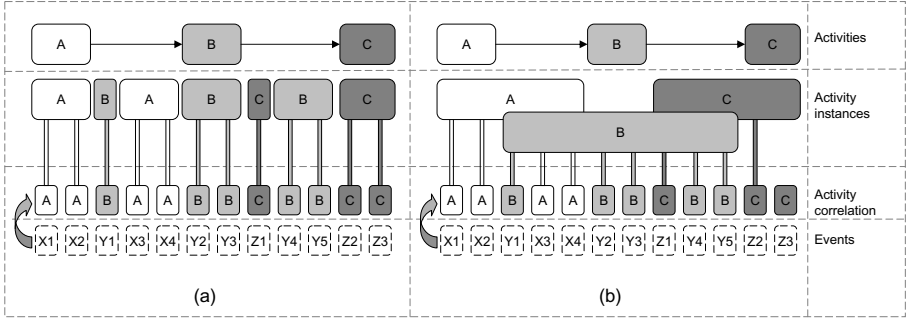 A B C A B C Activities
A B A B C B C A B C Activity
instances
A A B A A B B C B B C C A A B A A B B C B B C C Activity
correlation
X1 X2 Y1 X3 X4 Y2 Y3 Z1 Y4 Y5 Z2 Z3 X1 X2 Y1 X3 X4 Y2 Y3 Z1 Y4 Y5 Z2 Z3 Events
(a) (b)